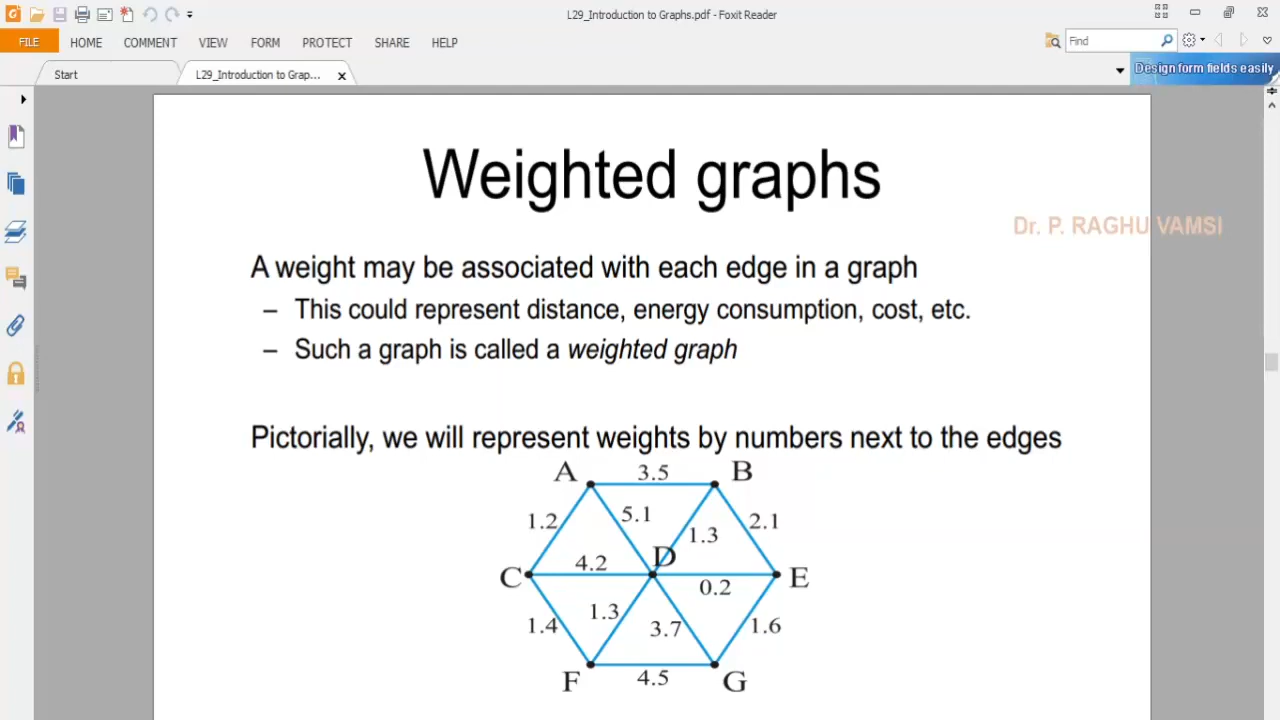 L29_Introduction to Graphs.pdf - Foxit Reader
FILE HOME COMMENT VIEW FORM PROTECT SHARE HELP Find
Start L29_Introduction to Grap... Design form fields easily
Weighted graphs
Dr. P. RAGHU VAMSI
A weight may be associated with each edge in a graph
– This could represent distance, energy consumption, cost, etc.
– Such a graph is called a weighted graph
Pictorially, we will represent weights by numbers next to the edges
A 3.5 B
1.2 5.1 1.3 2.1
C 4.2 D 0.2 E
1.4 1.3 3.7 1.6
F 4.5 G